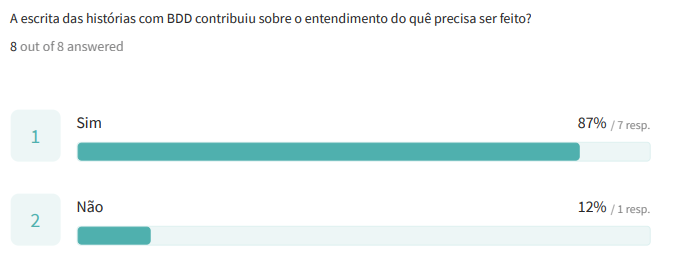 A escrita das histórias com BDD contribuiu sobre o entendimento do quê precisa ser feito?
8 out of 8 answered
1 Sim 87% / 7 resp.
2 Não 12% / 1 resp.